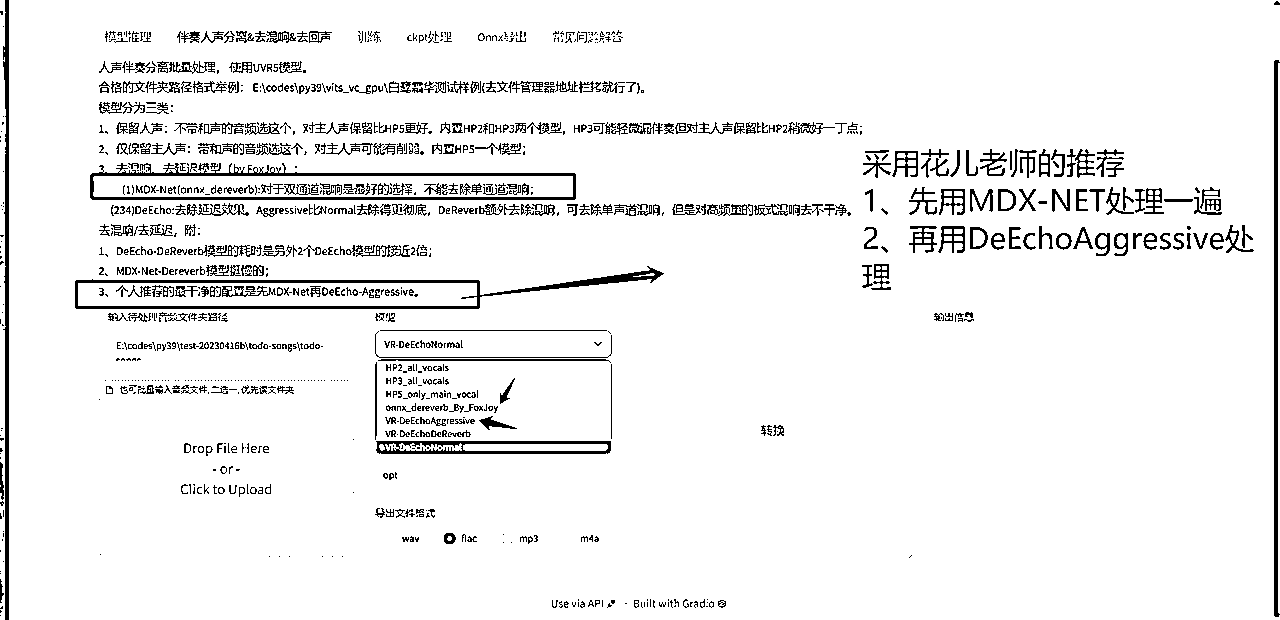 模型推理 伴奏人声分离&去混响&去回声 训练 ckpt处理 Onnx导出 常见问题解答
人声伴奏分离批量处理， 使用UVR5模型。
合格的文件夹路径格式举例： E:\codes\py39\vits_vc_gpu\白鹭霜华测试样例(去文件管理器地址栏拷就行了)。
模型分为三类：
1、保留人声：不带和声的音频选这个，对主人声保留比HP5更好。内置HP2和HP3两个模型，HP3可能轻微漏伴奏但对主人声保留比HP2稍微好一丁点；
2、仅保留主人声：带和声的音频选这个，对主人声可能有削弱。内置HP5一个模型；
3、去混响、去延迟模型（by FoxJoy）：
(1)MDX-Net(onnx_dereverb):对于双通道混响是最好的选择，不能去除单通道混响；
(234)DeEcho:去除延迟效果。Aggressive比Normal去除得更彻底，DeReverb额外去除混响，可去除单声道混响，但是对高频重的板式混响去不干净。
去混响/去延迟，附：
1、DeEcho-DeReverb模型的耗时是另外2个DeEcho模型的接近2倍；
2、MDX-Net-Dereverb模型挺慢的；
3、个人推荐的最干净的配置是先MDX-Net再DeEcho-Aggressive。
采用花儿老师的推荐
1、先用MDX-NET处理一遍
2、再用DeEchoAggressive处
理
输入待处理音频文件夹路径 模型 输出信息
E:\codes\py39\test-20230416b\todo-songs\todo-
VR-DeEchoNormal
HP2_all_vocals
HP3_all_vocals
HP5_only_main_vocal
onnx_dereverb_By_FoxJoy
VR-DeEchoAggressive
VR-DeEchoDeReverb
VR-DeEchoNormal
也可批量输入音频文件,二选一,优先读文件夹
Drop File Here
- or -
Click to Upload
转换
opt
导出文件格式
wav flac mp3 m4a
Use via API · Built with Gradio